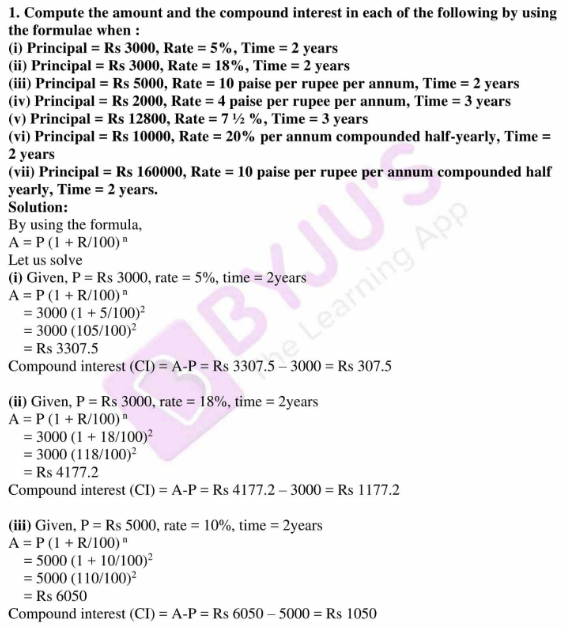 1. Compute the amount and the compound interest in each of the following by using
the formulae when :
(i) Principal = Rs 3000, Rate = 5%, Time = 2 years
(ii) Principal = Rs 3000, Rate = 18%, Time = 2 years
(iii) Principal = Rs 5000, Rate = 10 paise per rupee per annum, Time = 2 years
(iv) Principal = Rs 2000, Rate = 4 paise per rupee per annum, Time = 3 years
(v) Principal = Rs 12800, Rate = 7 ½ %, Time = 3 years
(vi) Principal = Rs 10000, Rate = 20% per annum compounded half-yearly, Time =
2 years
(vii) Principal = Rs 160000, Rate = 10 paise per rupee per annum compounded half
yearly, Time = 2 years.
Solution:
By using the formula,
A = P (1 + R/100) ⁿ
Let us solve
(i) Given, P = Rs 3000, rate = 5%, time = 2years
A = P (1 + R/100) ⁿ
= 3000 (1 + 5/100)²
= 3000 (105/100)²
= Rs 3307.5
Compound interest (CI) = A-P = Rs 3307.5 – 3000 = Rs 307.5
(ii) Given, P = Rs 3000, rate = 18%, time = 2years
A = P (1 + R/100) ⁿ
= 3000 (1 + 18/100)²
= 3000 (118/100)²
= Rs 4177.2
Compound interest (CI) = A-P = Rs 4177.2 – 3000 = Rs 1177.2
(iii) Given, P = Rs 5000, rate = 10%, time = 2years
A = P (1 + R/100) ⁿ
= 5000 (1 + 10/100)²
= 5000 (110/100)²
= Rs 6050
Compound interest (CI) = A-P = Rs 6050 – 5000 = Rs 1050
BYJU'S
The Learning App